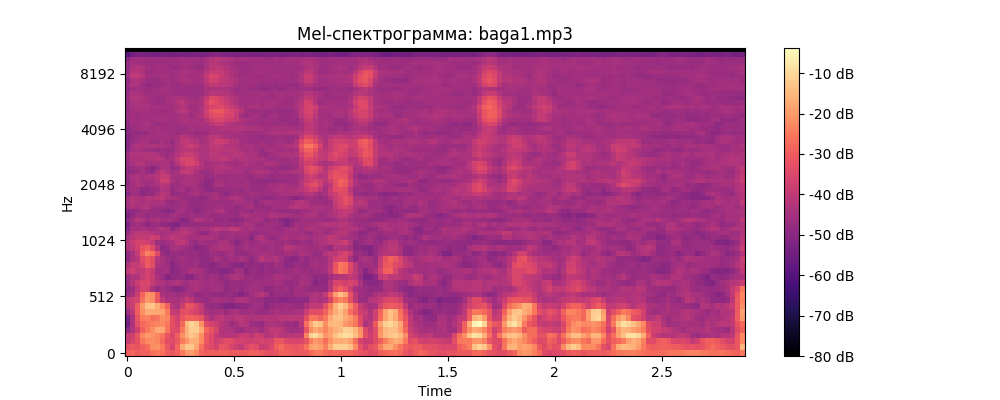 Mel-спектрограмма: baga1.mp3
8192
4096
2048
1024
512
0
Hz
0 0.5 1 1.5 2 2.5
Time
-10 dB
-20 dB
-30 dB
-40 dB
-50 dB
-60 dB
-70 dB
-80 dB